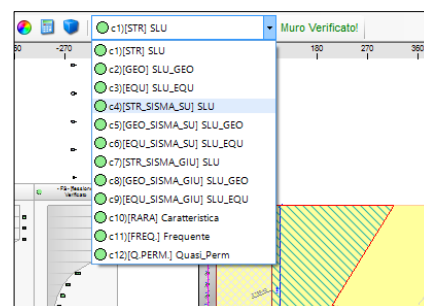 c1)[STR] SLU
Muro Verificato!
-270
180
270
360
c1)[STR] SLU
c2)[GEO] SLU_GEO
c3)[EQU] SLU_EQU
c4)[STR_SISMA_SU] SLU
c5)[GEO_SISMA_SU] SLU_GEO
c6)[EQU_SISMA_SU] SLU_EQU
c7)[STR_SISMA_GIU] SLU
c8)[GEO_SISMA_GIU] SLU_GEO
c9)[EQU_SISMA_GIU] SLU_EQU
c10)[RARA] Caratteristica
c11)[FREQ.] Frequente
c12)[Q.PERM.] Quasi_Perm
Verificato